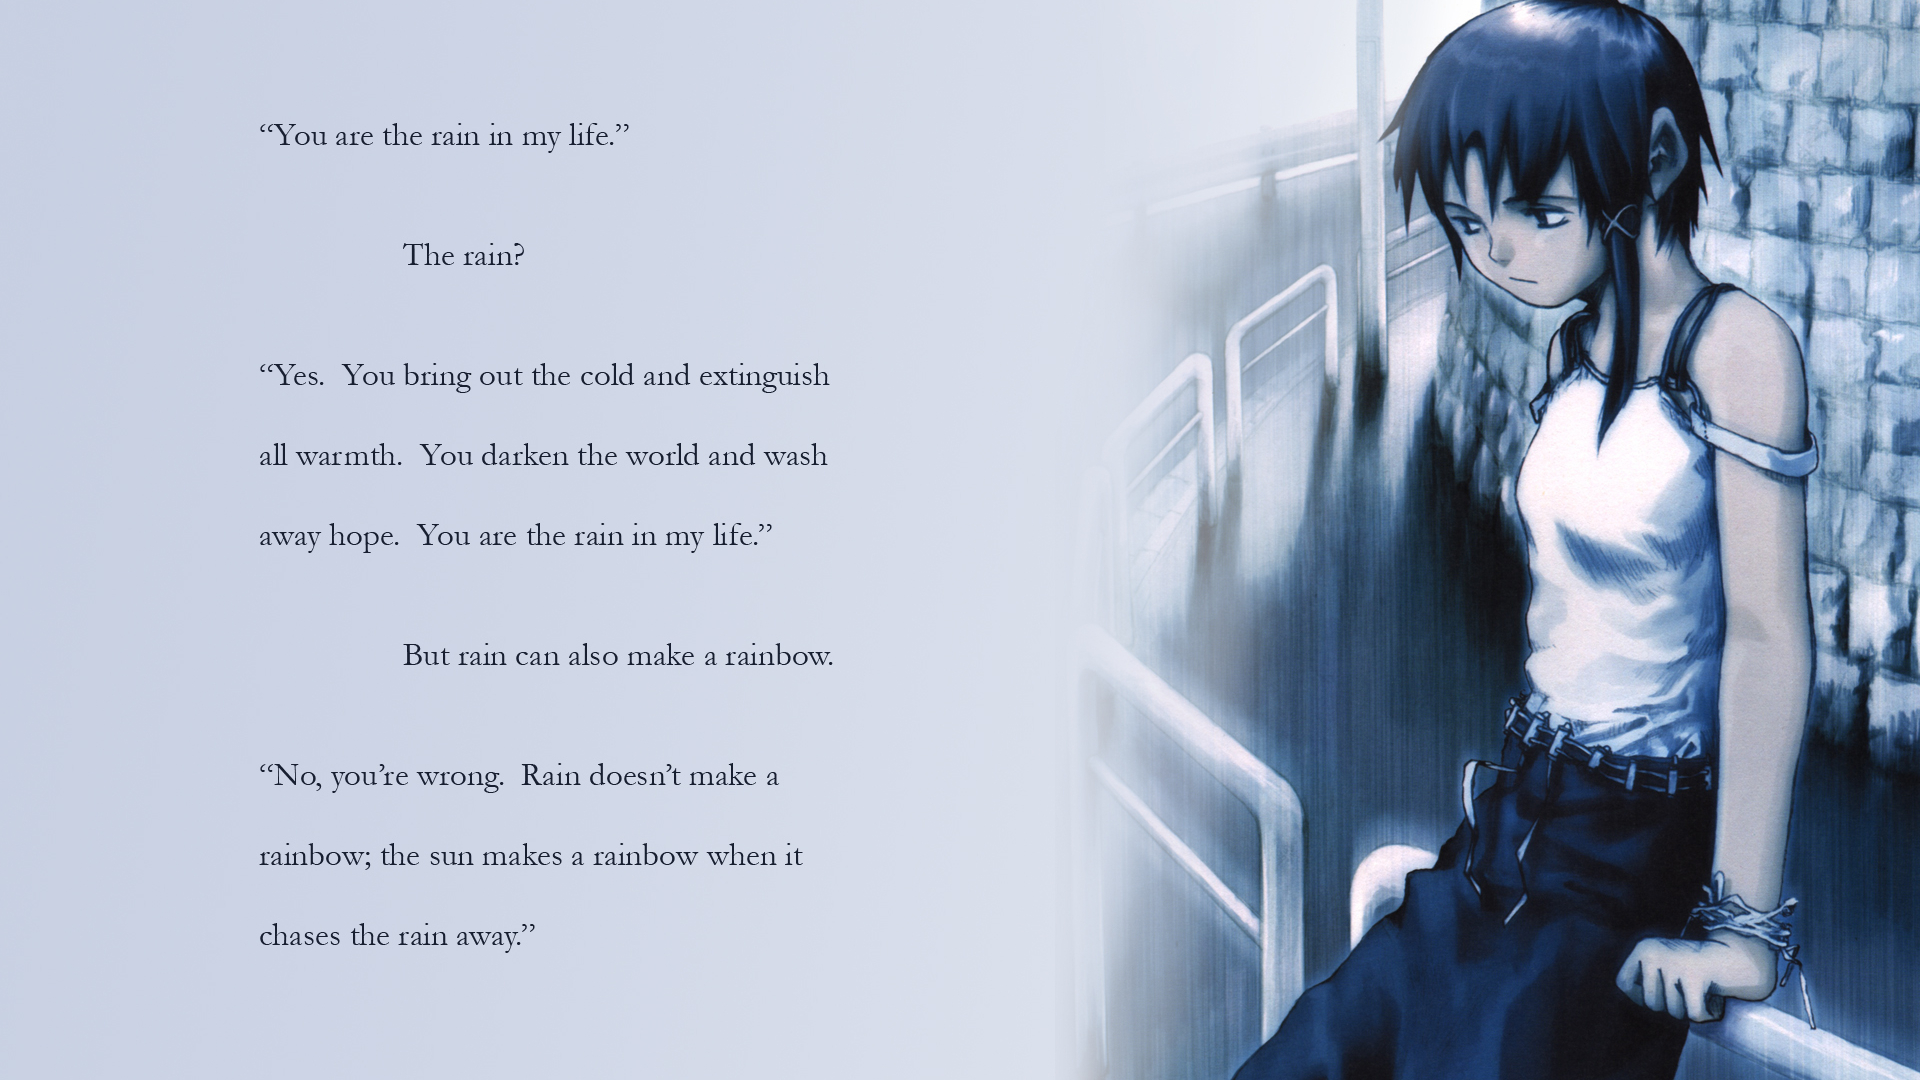 “You are the rain in my life.”
The rain?
“Yes.  You bring out the cold and extinguish
all warmth.  You darken the world and wash
away hope.  You are the rain in my life.”
But rain can also make a rainbow.
“No, you’re wrong.  Rain doesn’t make a
rainbow; the sun makes a rainbow when it
chases the rain away.”